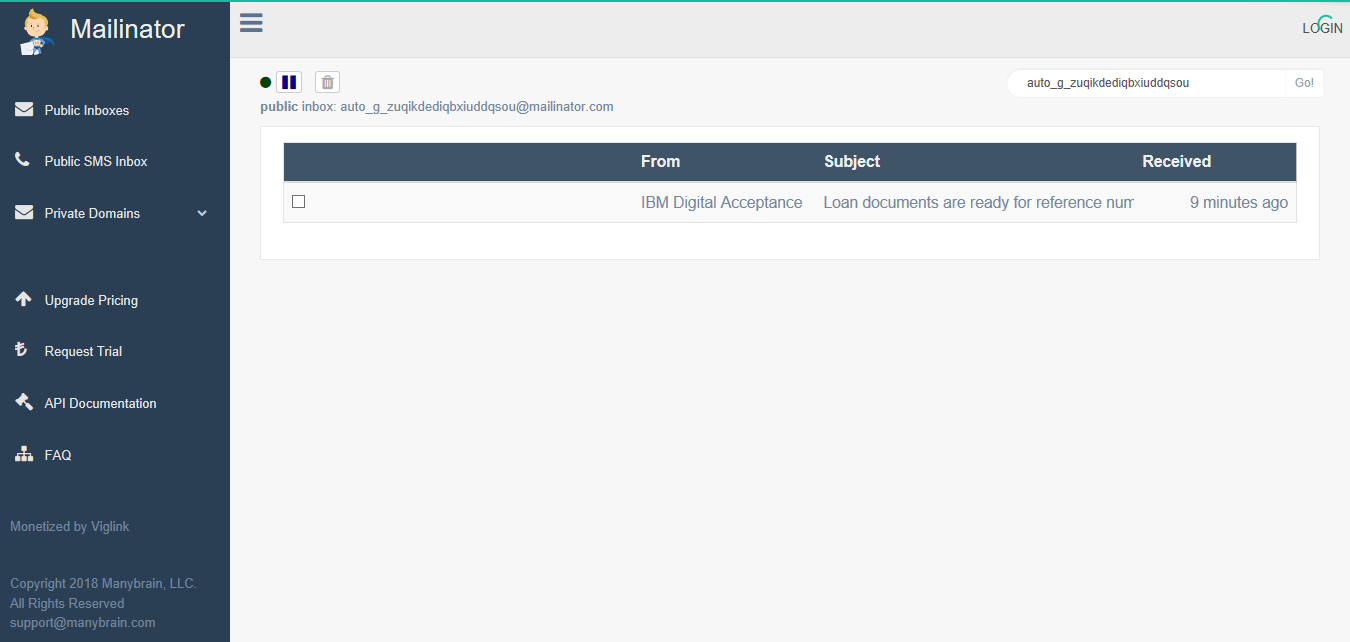 Mailinator
LOGIN
Public Inboxes
Public SMS Inbox
Private Domains
Upgrade Pricing
Request Trial
API Documentation
FAQ
Monetized by Viglink
Copyright 2018 Manybrain, LLC.
All Rights Reserved
support@manybrain.com
auto_g_zuqikdediqbxiuddqsou Go!
public inbox: auto_g_zuqikdediqbxiuddqsou@mailinator.com
From Subject Received
IBM Digital Acceptance Loan documents are ready for reference num 9 minutes ago